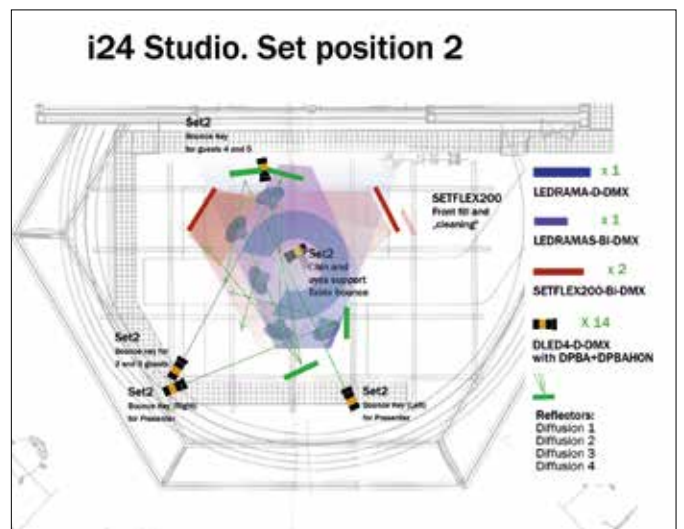 i24 Studio. Set position 2
Set2
Bounce key
for guests 4 and 5
SETFLEX200
Front fill and
„cleaning"
Set2
Chin and
eyes support
fixtx bounce
Set2
Bounce key for
2 and 3 guests
Set2
Bounce Key (Right)
for Presenter
Set2
Bounce Key (Left)
for Presenter
x 1
LEDRAMA-D-DMX
x 1
LEDRAMAS-BI-DMX
x 2
SETFLEX200-Bi-DMX
X 14
DLED4-D-DMX
with DPBA+DPBAHON
Reflectors:
Diffusion 1
Diffusion 2
Diffusion 3
Diffusion 4